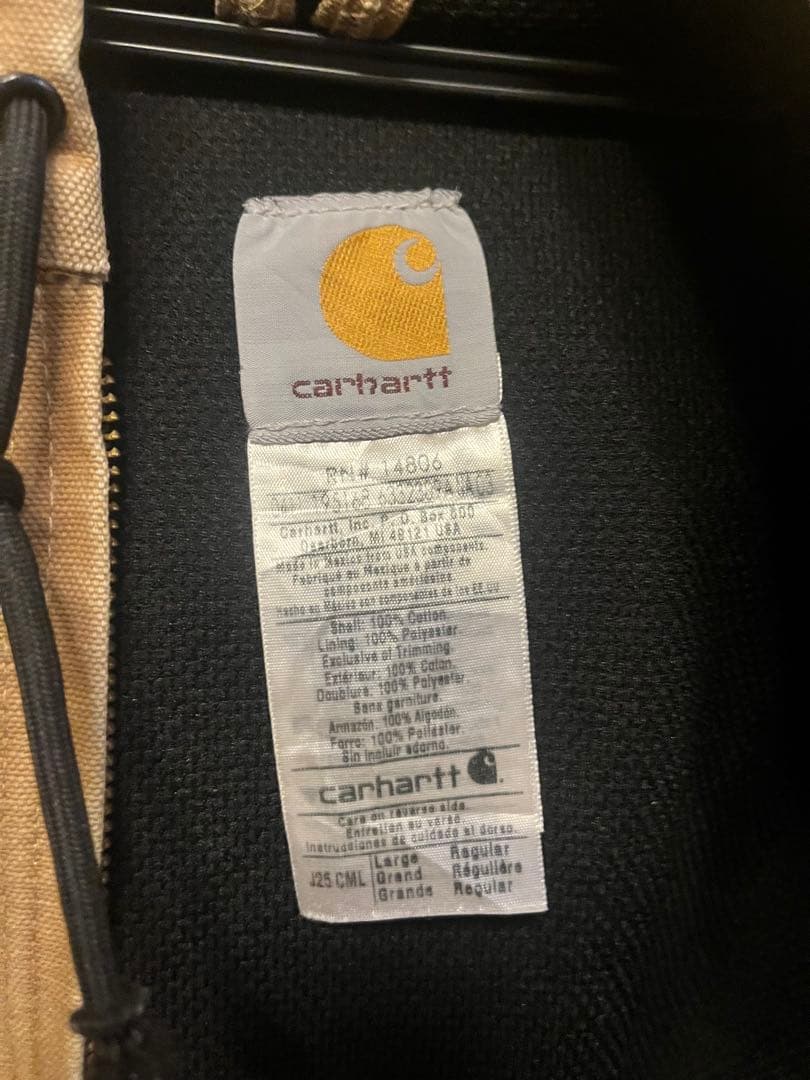 carhartt
RN# 14806
Carhartt, Inc. P. O. Box 600
Dearborn, MI 48121 USA
Made in Mexico from USA components.
Fabriqué au Mexique à partir de
composants américains.
Hecho en México con componentes de los EE.UU
Shell: 100% Cotton.
Lining: 100% Polyester
Exclusive of Trimming.
Extérieur: 100% Coton.
Doublure: 100% Polyester.
Sans garniture.
Armazón: 100% Algodón.
Forro: 100% Poliéster.
Sin incluir adorno.
carhartt
Care on reverse side.
Entretien au verso.
Instrucciones de cuidado al dorso.
J25 CML Large Regular
Grand Régulière
Grande Regular